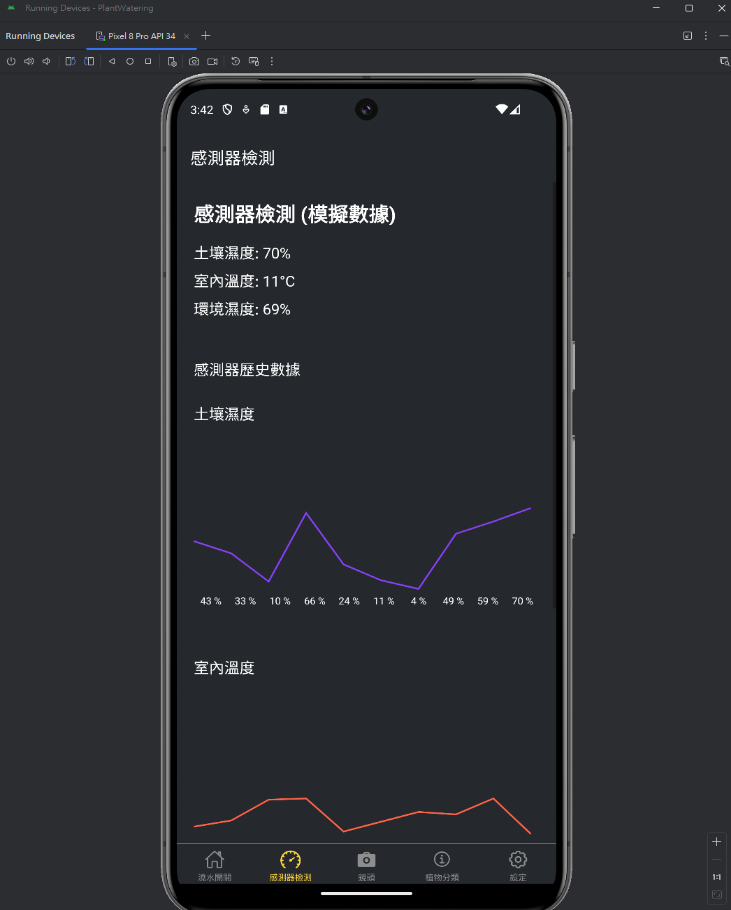 Running Devices - PlantWatering
Running Devices
Pixel 8 Pro API 34
3:42
感測器檢測
感測器檢測 (模擬數據)
土壤濕度: 70%
室內溫度: 11°C
環境濕度: 69%
感測器歷史數據
土壤濕度
43 % 33 % 10 % 66 % 24 % 11 % 4 % 49 % 59 % 70 %
室內溫度
澆水開關 感測器檢測 鏡頭 植物分類 設定
1:1